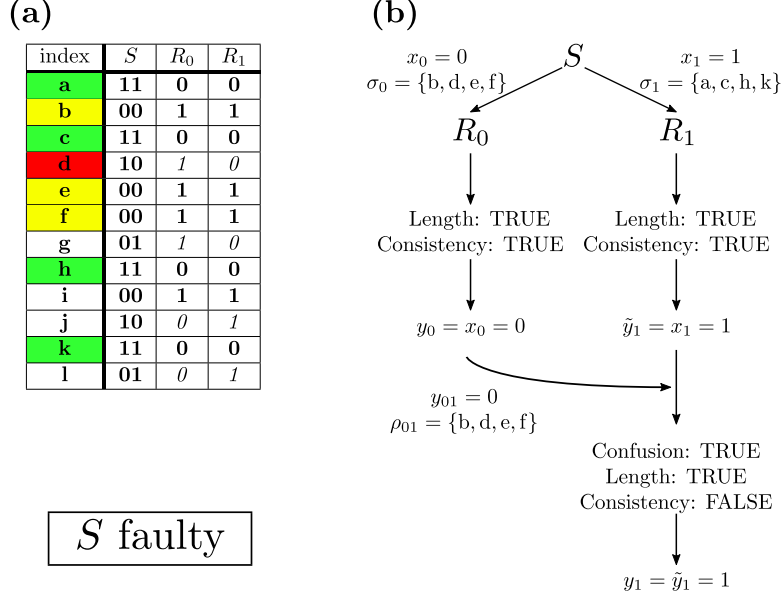 (a)
index S R₀ R₁
a 11 0 0
b 00 1 1
c 11 0 0
d 10 1 0
e 00 1 1
f 00 1 1
g 01 1 0
h 11 0 0
i 00 1 1
j 10 0 1
k 11 0 0
l 01 0 1
S faulty
(b)
S
x₀ = 0
σ₀ = {b, d, e, f}
x₁ = 1
σ₁ = {a, c, h, k}
R₀
R₁
Length: TRUE
Consistency: TRUE
Length: TRUE
Consistency: TRUE
y₀ = x₀ = 0
ỹ₁ = x₁ = 1
y₀₁ = 0
ρ₀₁ = {b, d, e, f}
Confusion: TRUE
Length: TRUE
Consistency: FALSE
y₁ = ỹ₁ = 1